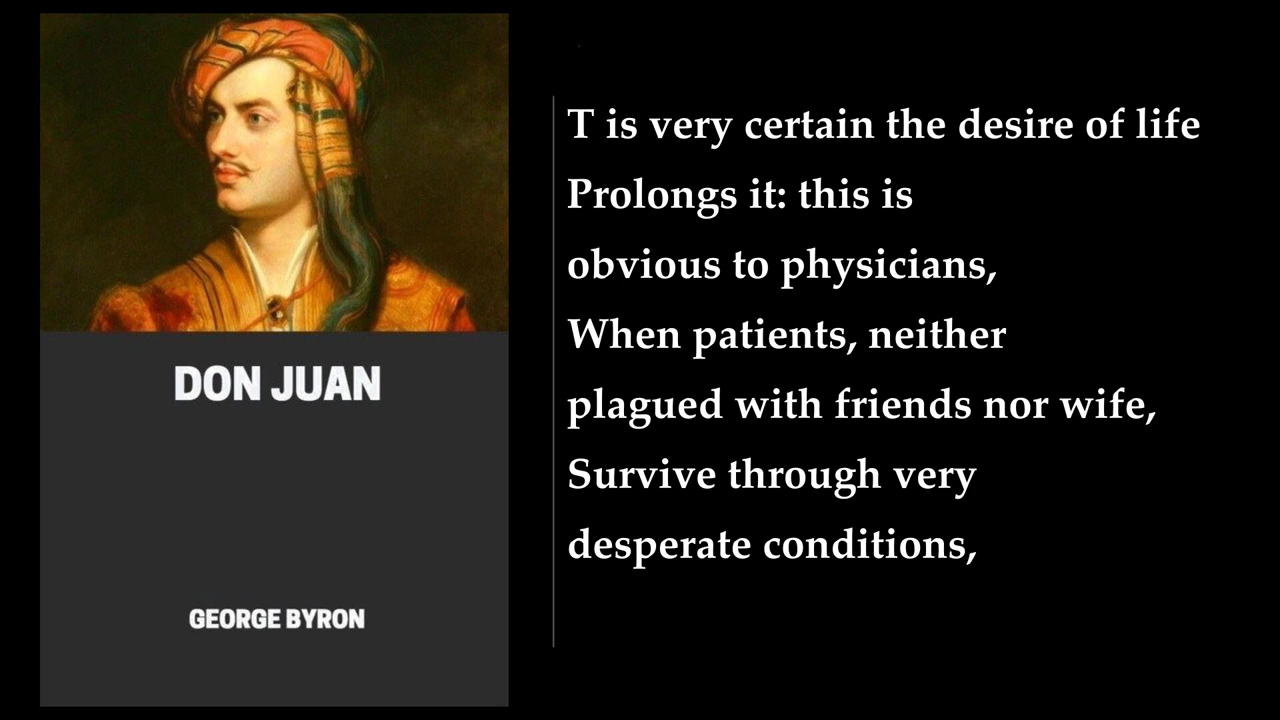 DON JUAN
GEORGE BYRON
T is very certain the desire of life
Prolongs it: this is
obvious to physicians,
When patients, neither
plagued with friends nor wife,
Survive through very
desperate conditions,